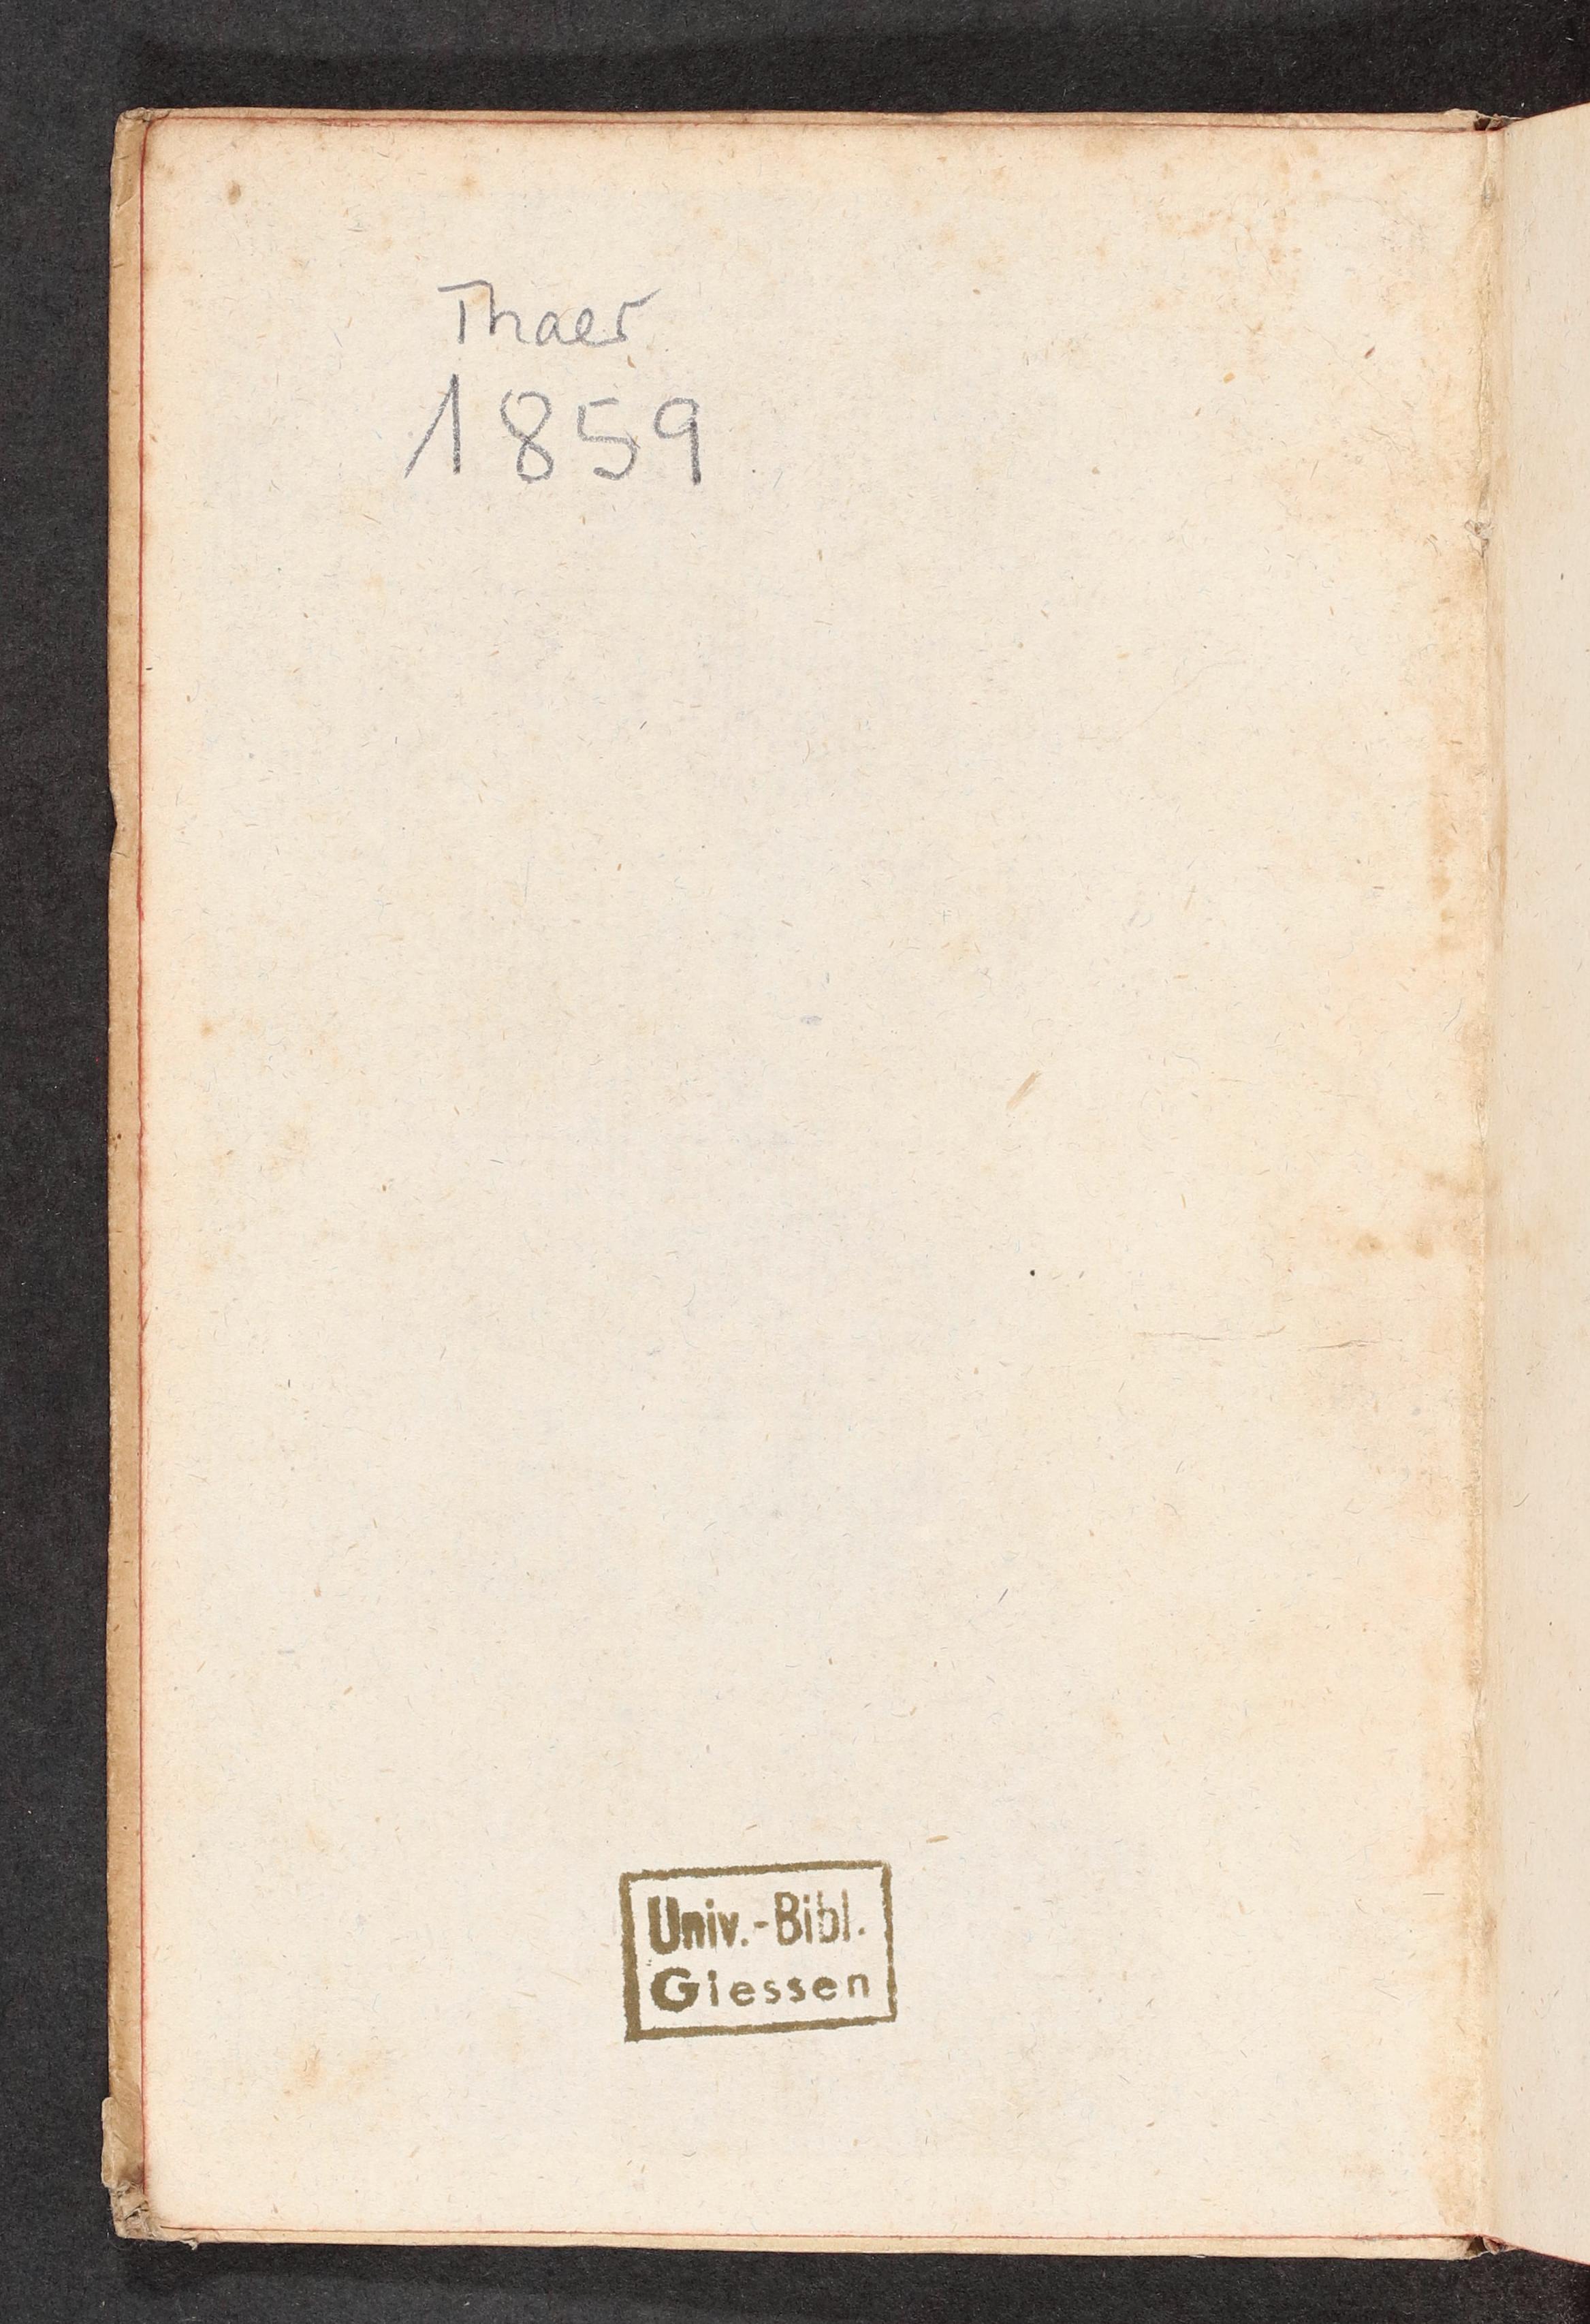 Thaer
1859
Univ.-Bibl.
Giessen